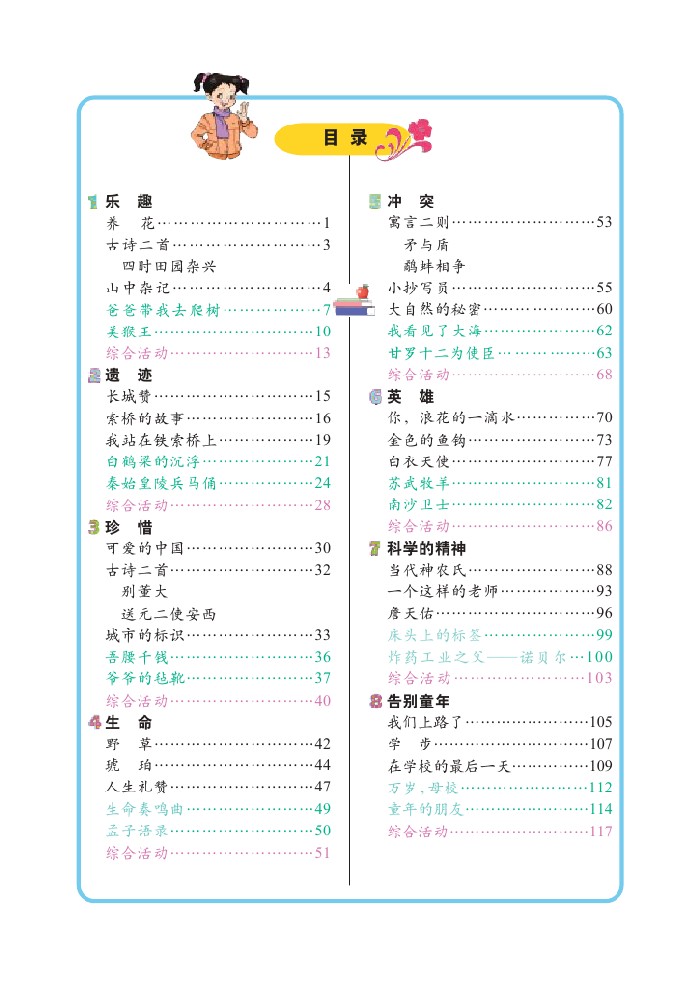 目 录
1 乐 趣
养 花…………………………1
古诗二首………………………3
四时田园杂兴
山中杂记………………………4
爸爸带我去爬树………………7
美猴王…………………………10
综合活动………………………13
2 遗 迹
长城赞…………………………15
索桥的故事……………………16
我站在铁索桥上………………19
白鹤梁的沉浮…………………21
秦始皇陵兵马俑………………24
综合活动………………………28
3 珍 惜
可爱的中国……………………30
古诗二首………………………32
别董大
送元二使安西
城市的标识……………………33
吾腰千钱………………………36
爷爷的毡靴……………………37
综合活动………………………40
4 生 命
野 草…………………………42
琥 珀…………………………44
人生礼赞………………………47
生命奏鸣曲……………………49
孟子语录………………………50
综合活动………………………51
5 冲 突
寓言二则………………………53
矛与盾
鹬蚌相争
小抄写员………………………55
大自然的秘密…………………60
我看见了大海…………………62
甘罗十二为使臣………………63
综合活动………………………68
6 英 雄
你，浪花的一滴水……………70
金色的鱼钩……………………73
白衣天使………………………77
苏武牧羊………………………81
南沙卫士………………………82
综合活动………………………86
7 科学的精神
当代神农氏……………………88
一个这样的老师………………93
詹天佑…………………………96
床头上的标签…………………99
炸药工业之父——诺贝尔…100
综合活动………………………103
8 告别童年
我们上路了……………………105
学 步…………………………107
在学校的最后一天……………109
万岁，母校……………………112
童年的朋友……………………114
综合活动………………………117